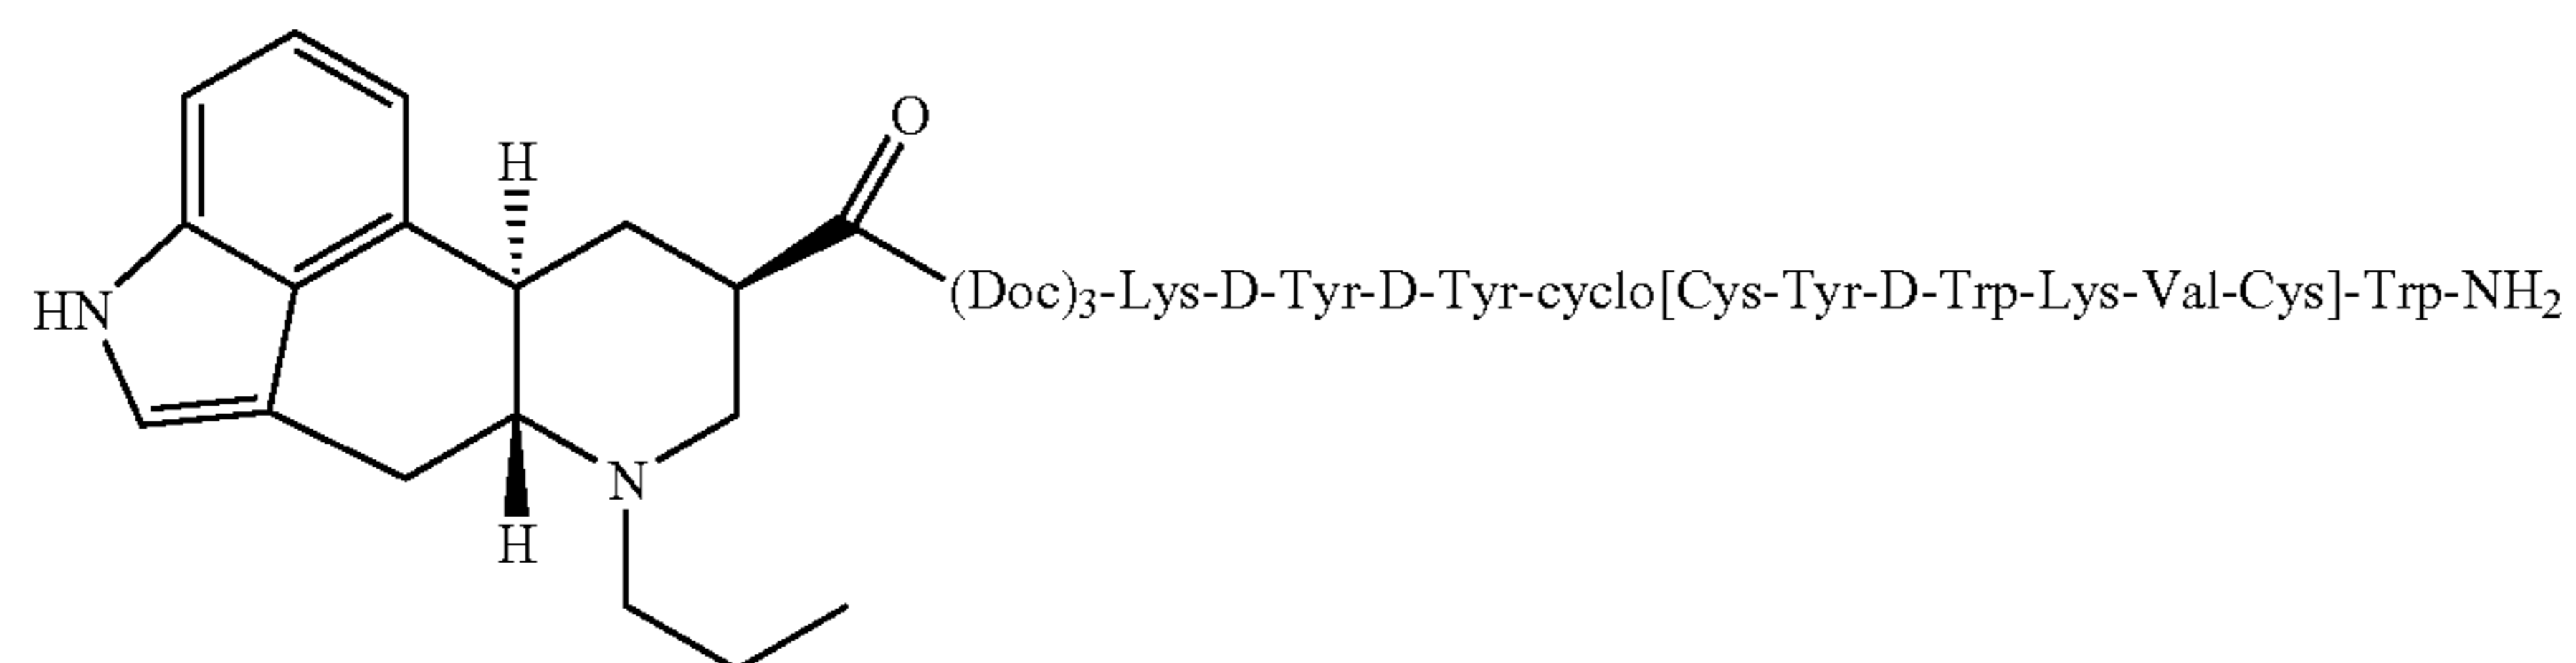 O
H
(Doc)3-Lys-D-Tyr-D-Tyr-cyclo[Cys-Tyr-D-Trp-Lys-Val-Cys]-Trp-NH2
HN
N
H